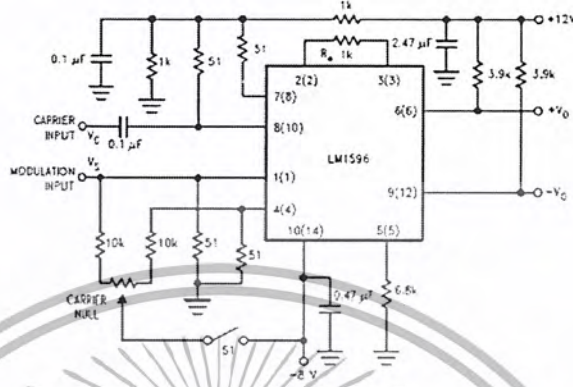 1k
+12V
0.1 µF
1k
51
51
Re
1k
2.47 µF
3.9k
3.9k
2(2)
3(3)
7(8)
6(6)
+Vo
CARRIER
INPUT
Vc
0.1 µF
8(10)
LM1596
MODULATION
INPUT
Vs
1(1)
9(12)
-Vo
4(4)
10(14)
5(5)
10k
10k
51
51
CARRIER
NULL
0.47 µF
6.8k
S1
-8 V